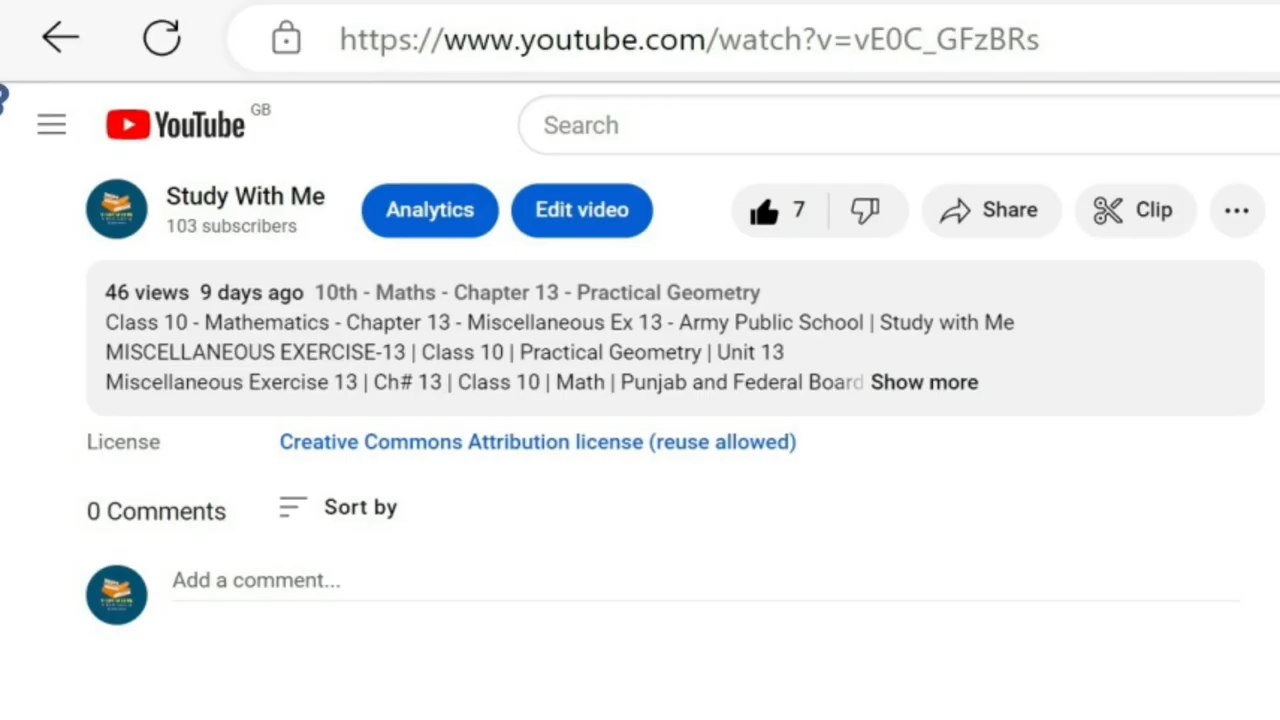 https://www.youtube.com/watch?v=vE0C_GFzBRs
YouTube GB
Search
Study With Me
103 subscribers
Analytics
Edit video
7
Share
Clip
46 views 9 days ago 10th - Maths - Chapter 13 - Practical Geometry
Class 10 - Mathematics - Chapter 13 - Miscellaneous Ex 13 - Army Public School | Study with Me
MISCELLANEOUS EXERCISE-13 | Class 10 | Practical Geometry | Unit 13
Miscellaneous Exercise 13 | Ch# 13 | Class 10 | Math | Punjab and Federal Board Show more
License Creative Commons Attribution license (reuse allowed)
0 Comments Sort by
Add a comment...